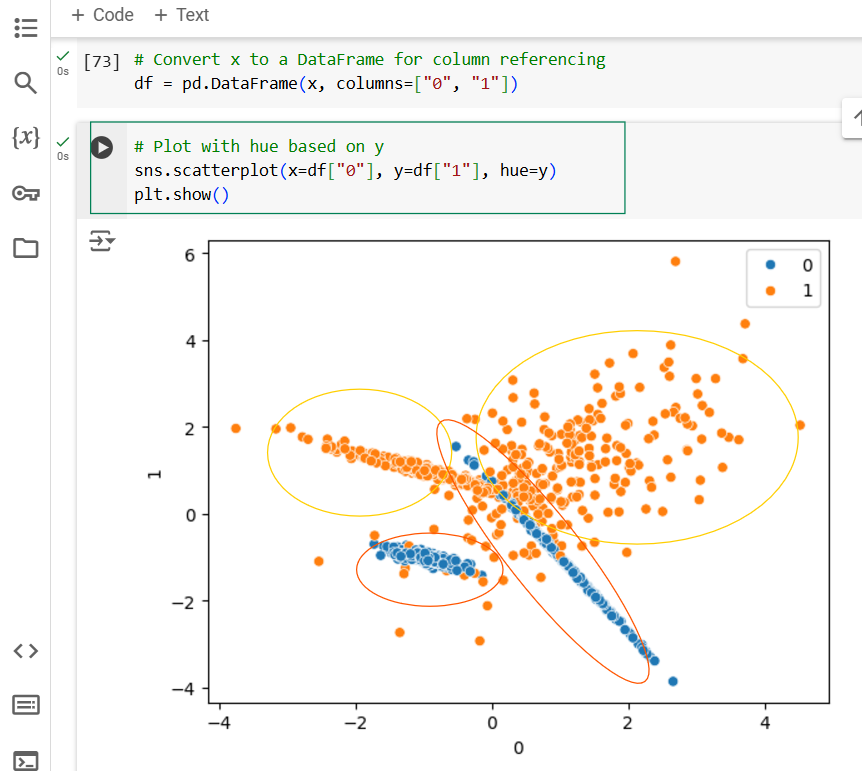 + Code + Text
[73] # Convert x to a DataFrame for column referencing
0s
df = pd.DataFrame(x, columns=["0", "1"])
{x}
# Plot with hue based on y
0s
sns.scatterplot(x=df["0"], y=df["1"], hue=y)
plt.show()
6
0
1
4
2
1
0
−2
−4
−4 −2 0 2 4
0